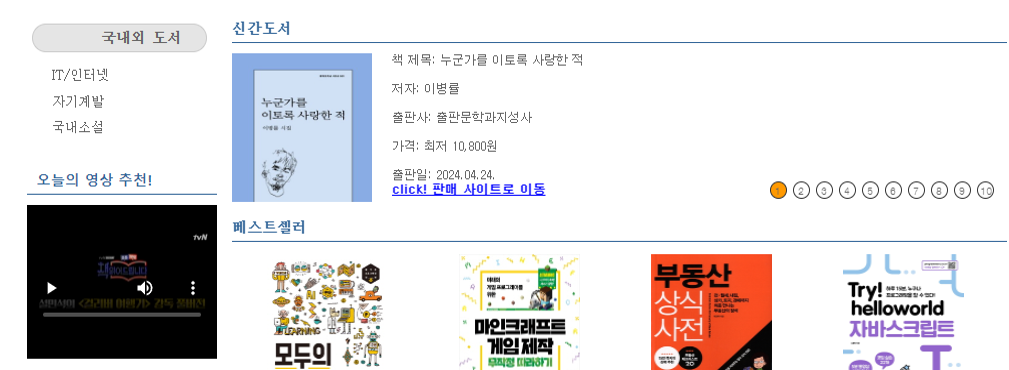 국내외 도서
IT/인터넷
자기계발
국내소설
오늘의 영상 추천!
tvN
신간도서
누군가를
이토록 사랑한 적
이병률 시집
책 제목: 누군가를 이토록 사랑한 적
저자: 이병률
출판사: 출판문학과지성사
가격: 최저 10,800원
출판일: 2024.04.24.
click! 판매 사이트로 이동
1 2 3 4 5 6 7 8 9 10
베스트셀러
모두의
마인크래프트
게임 제작
무작정 따라하기
부동산
상식
사전
Try!
helloworld
자바스크립트